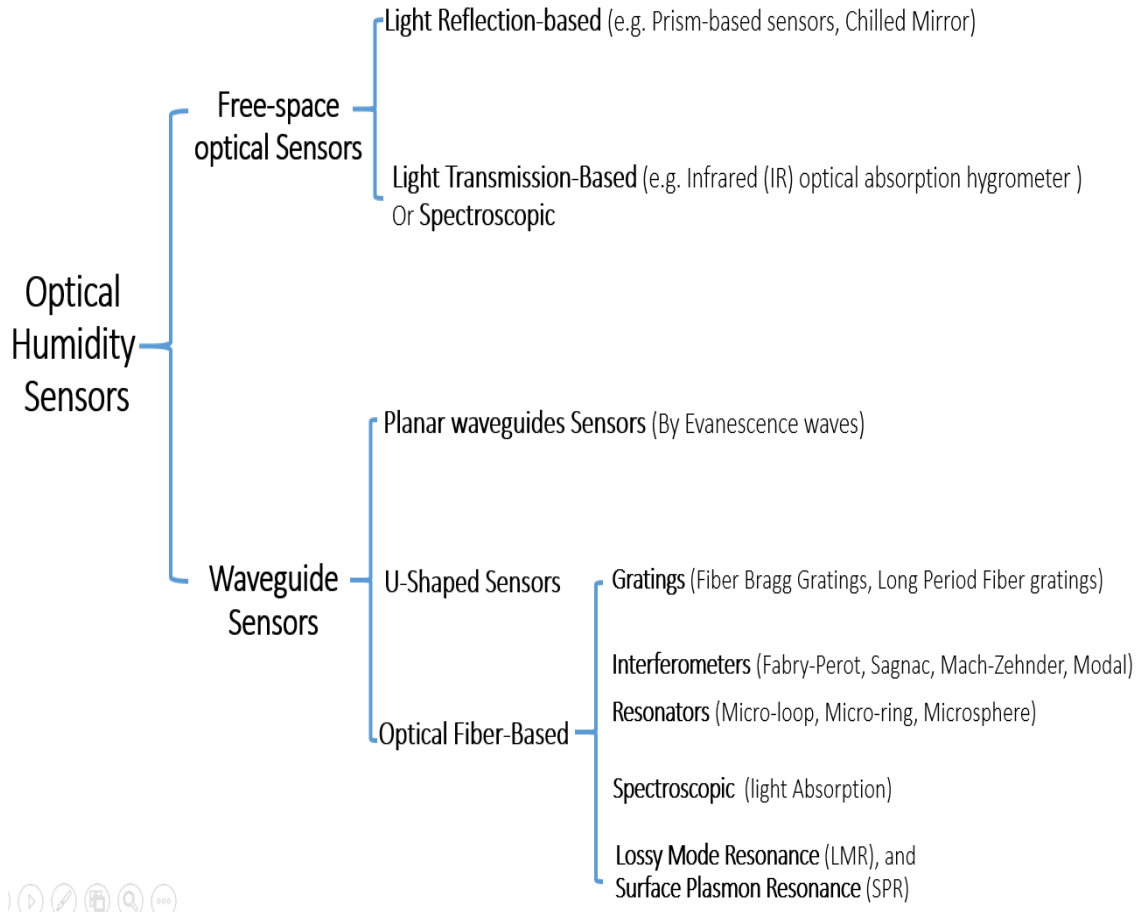 Light Reflection-based (e.g. Prism-based sensors, Chilled Mirror)
Free-space
optical Sensors
Light Transmission-Based (e.g. Infrared (IR) optical absorption hygrometer )
Or Spectroscopic
Optical
Humidity
Sensors
Planar waveguides Sensors (By Evanescence waves)
Waveguide
Sensors
U-Shaped Sensors
Gratings (Fiber Bragg Gratings, Long Period Fiber gratings)
Interferometers (Fabry-Perot, Sagnac, Mach-Zehnder, Modal)
Resonators (Micro-loop, Micro-ring, Microsphere)
Optical Fiber-Based
Spectroscopic (light Absorption)
Lossy Mode Resonance (LMR), and
Surface Plasmon Resonance (SPR)